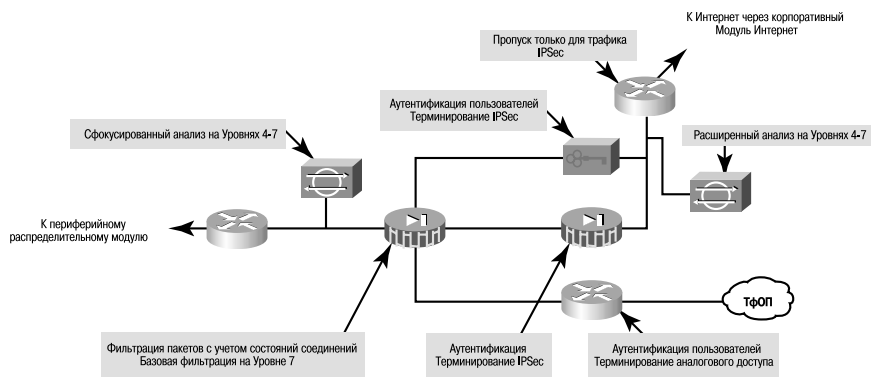 К Интернет через корпоративный
Модуль Интернет
Пропуск только для трафика
IPSec
Аутентификация пользователей
Терминирование IPSec
Сфокусированный анализ на Уровнях 4-7
Расширенный анализ на Уровнях 4-7
К периферийному
распределительному модулю
ТфОП
Фильтрация пакетов с учетом состояний соединений
Базовая фильтрация на Уровне 7
Аутентификация
Терминирование IPSec
Аутентификация пользователей
Терминирование аналогового доступа